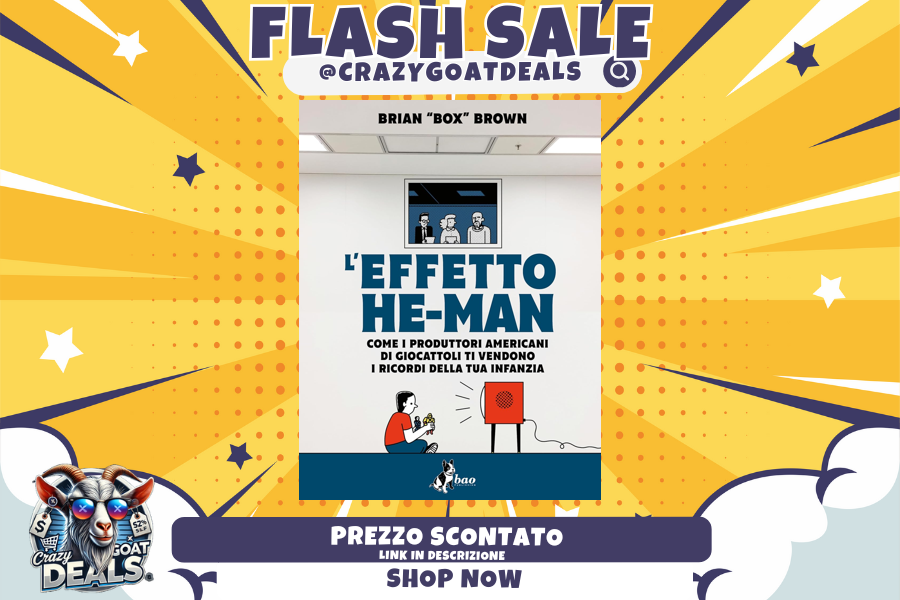 FLASH SALE
@CRAZYGOATDEALS
BRIAN “BOX” BROWN
L'EFFETTO
HE-MAN
COME I PRODUTTORI AMERICANI
DI GIOCATTOLI TI VENDONO
I RICORDI DELLA TUA INFANZIA
bao
$
52%
Crazy
GOAT
DEALS
PREZZO SCONTATO
LINK IN DESCRIZIONE
SHOP NOW